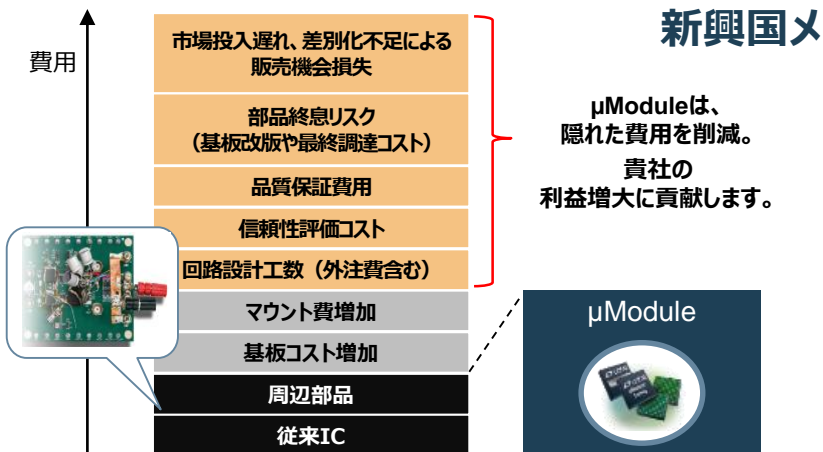 新興国メ
費用
市場投入遅れ、差別化不足による
販売機会損失
部品終息リスク
（基板改版や最終調達コスト）
品質保証費用
信頼性評価コスト
回路設計工数（外注費含む）
マウント費増加
基板コスト増加
周辺部品
従来IC
µModuleは、
隠れた費用を削減。
貴社の
利益増大に貢献します。
µModule